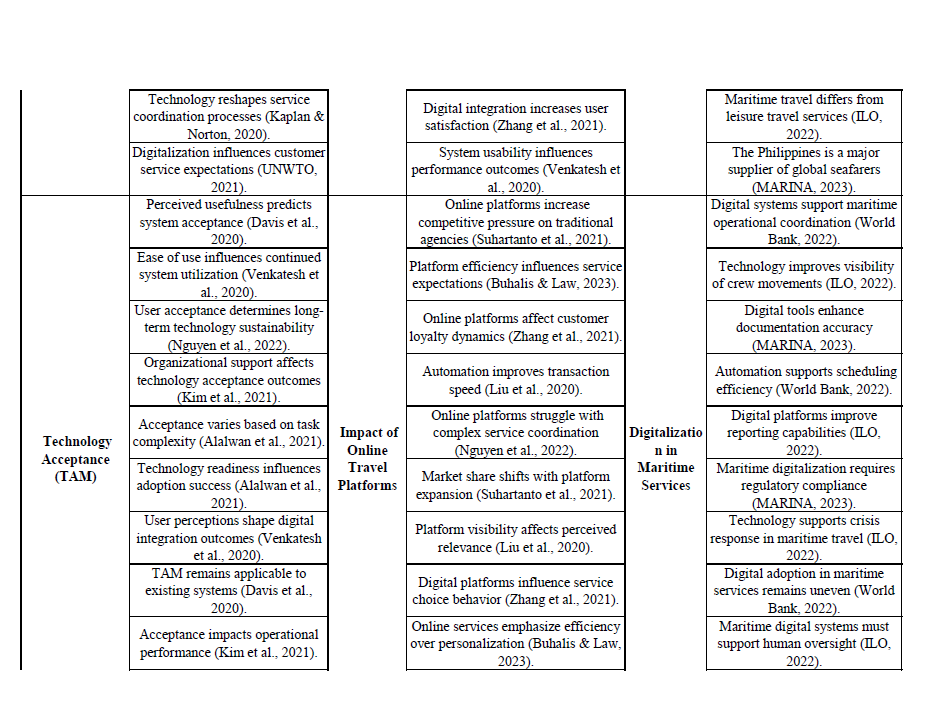 Technology reshapes service
coordination processes (Kaplan &
Norton, 2020).
Digital integration increases user
satisfaction (Zhang et al., 2021).
Maritime travel differs from
leisure travel services (ILO,
2022).
Digitalization influences customer
service expectations (UNWTO,
2021).
System usability influences
performance outcomes (Venkatesh et
al., 2020).
The Philippines is a major
supplier of global seafarers
(MARINA, 2023).
Technology
Acceptance
(TAM)
Perceived usefulness predicts
system acceptance (Davis et al.,
2020).
Ease of use influences continued
system utilization (Venkatesh et
al., 2020).
User acceptance determines long-
term technology sustainability
(Nguyen et al., 2022).
Organizational support affects
technology acceptance outcomes
(Kim et al., 2021).
Acceptance varies based on task
complexity (Alalwan et al., 2021).
Technology readiness influences
adoption success (Alalwan et al.,
2021).
User perceptions shape digital
integration outcomes (Venkatesh
et al., 2020).
TAM remains applicable to
existing systems (Davis et al.,
2020).
Acceptance impacts operational
performance (Kim et al., 2021).
Impact of
Online
Travel
Platforms
Online platforms increase
competitive pressure on traditional
agencies (Suhartanto et al., 2021).
Platform efficiency influences service
expectations (Buhalis & Law, 2023).
Online platforms affect customer
loyalty dynamics (Zhang et al., 2021).
Automation improves transaction
speed (Liu et al., 2020).
Online platforms struggle with
complex service coordination
(Nguyen et al., 2022).
Market share shifts with platform
expansion (Suhartanto et al., 2021).
Platform visibility affects perceived
relevance (Liu et al., 2020).
Digital platforms influence service
choice behavior (Zhang et al., 2021).
Online services emphasize efficiency
over personalization (Buhalis & Law,
2023).
Digitalizatio
n in
Maritime
Services
Digital systems support maritime
operational coordination (World
Bank, 2022).
Technology improves visibility
of crew movements (ILO, 2022).
Digital tools enhance
documentation accuracy
(MARINA, 2023).
Automation supports scheduling
efficiency (World Bank, 2022).
Digital platforms improve
reporting capabilities (ILO,
2022).
Maritime digitalization requires
regulatory compliance
(MARINA, 2023).
Technology supports crisis
response in maritime travel (ILO,
2022).
Digital adoption in maritime
services remains uneven (World
Bank, 2022).
Maritime digital systems must
support human oversight (ILO,
2022).